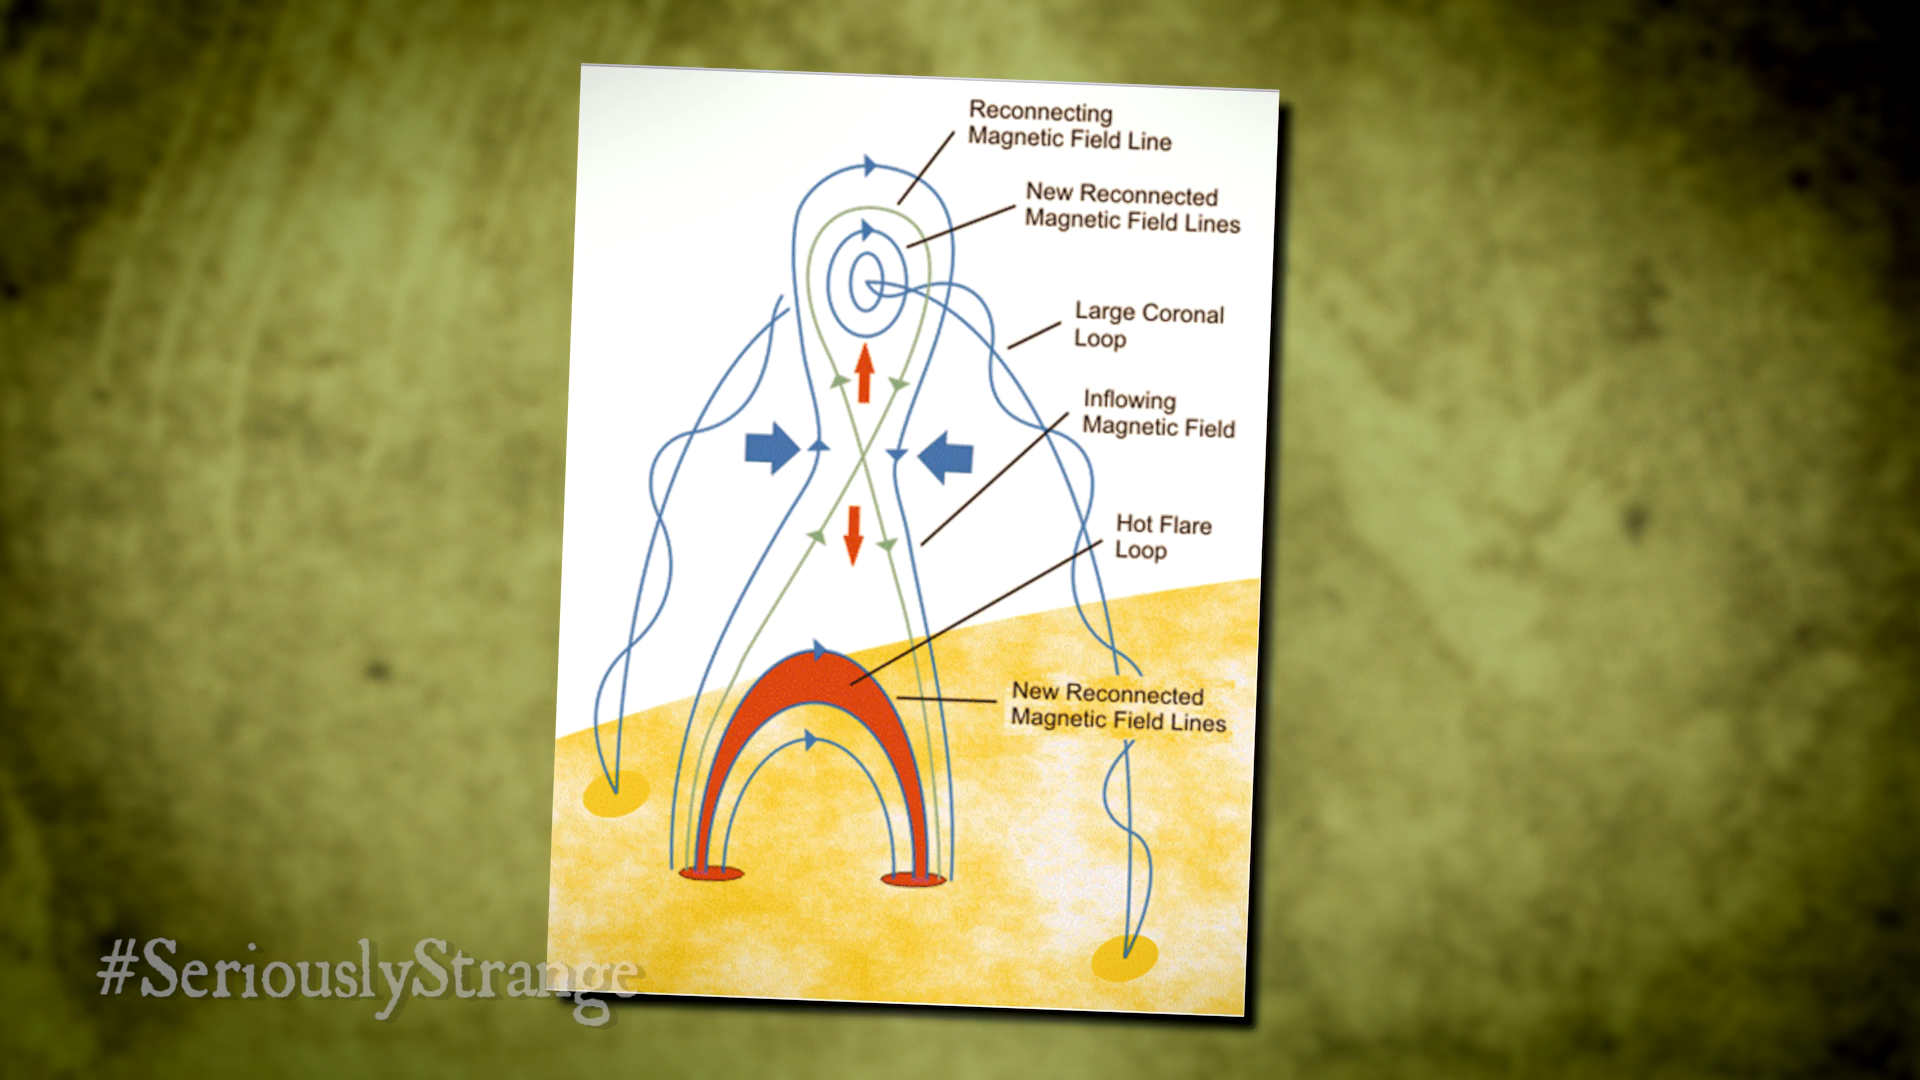 Reconnecting
Magnetic Field Line
New Reconnected
Magnetic Field Lines
Large Coronal
Loop
Inflowing
Magnetic Field
Hot Flare
Loop
New Reconnected
Magnetic Field Lines
#SeriouslyStrange